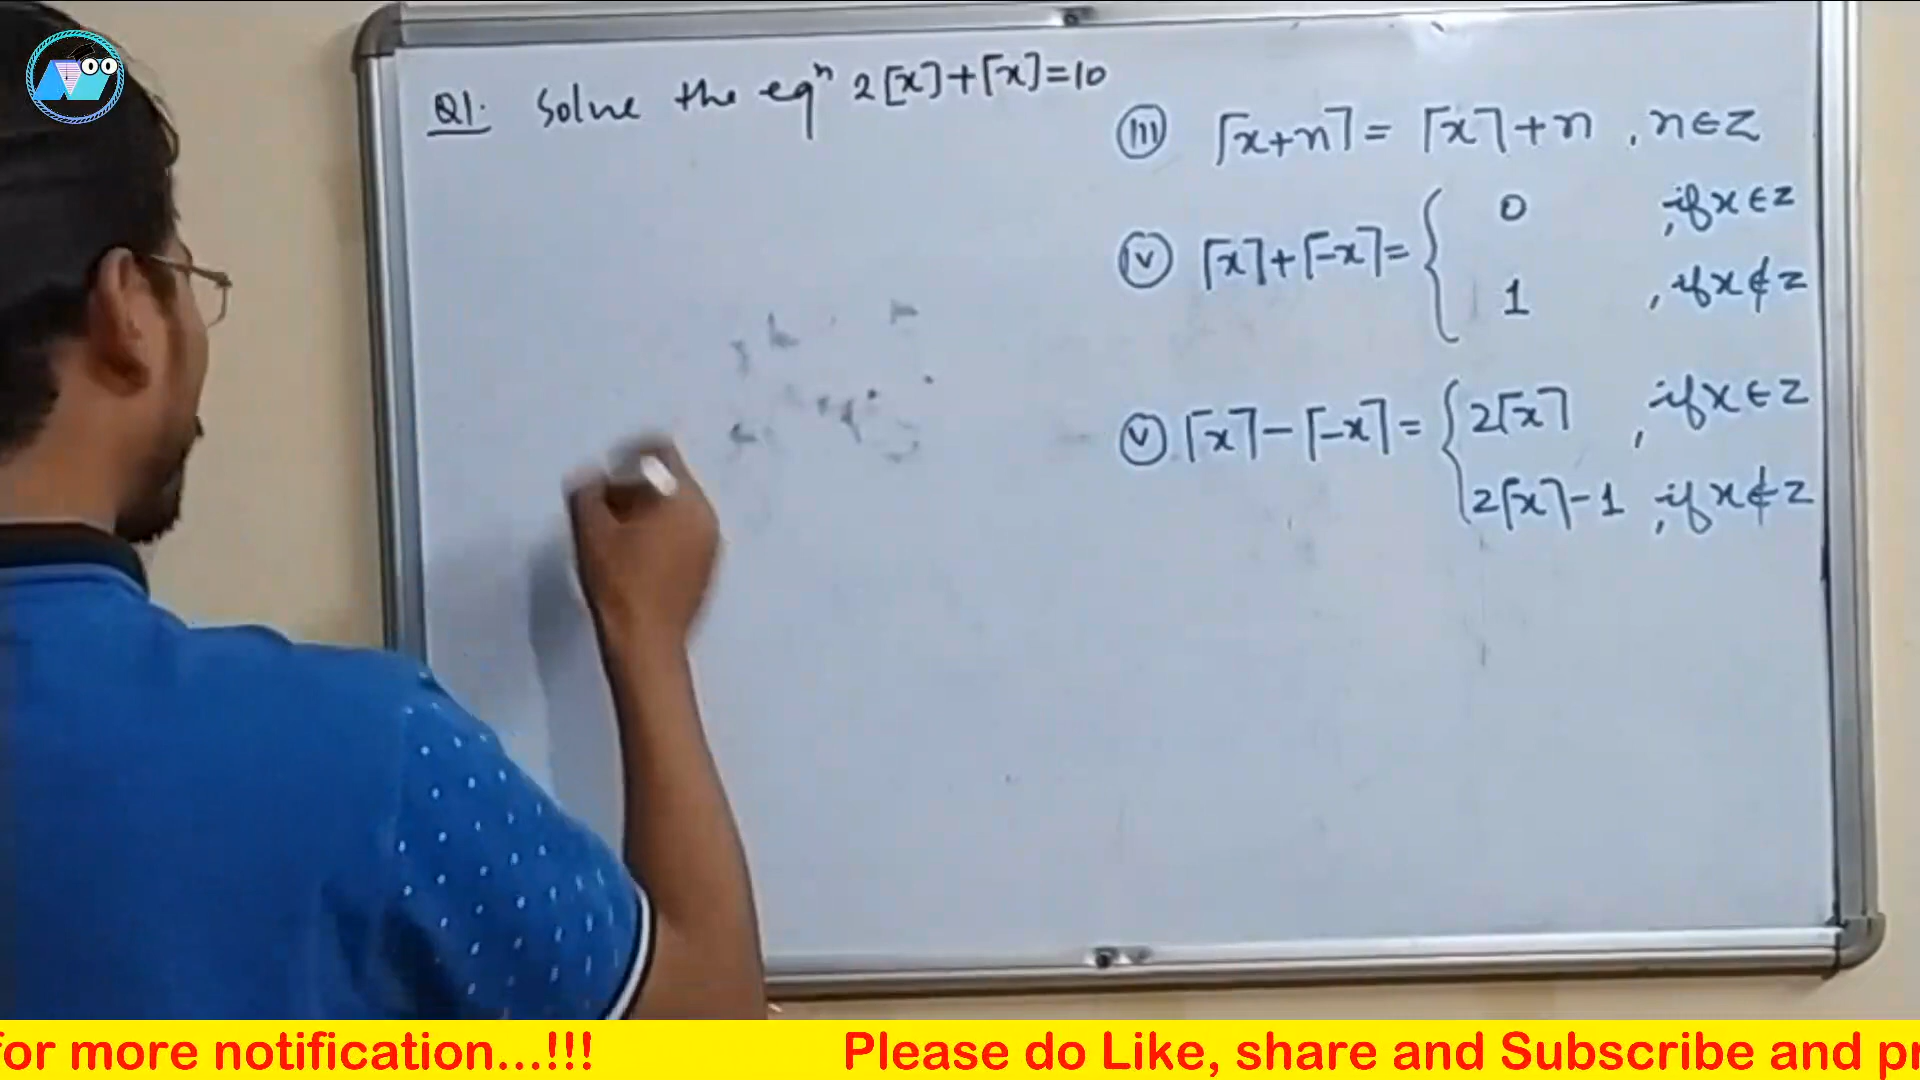 Q1. Solve the eqⁿ 2[x]+⌈x]=10
(III) ⌈x+n⌉ = ⌈x⌉+n , n∈Z
(IV) ⌈x⌉+⌈-x⌉= { 0 , if x∈Z
1 , if x∉Z
(V) ⌈x⌉-⌈-x⌉= { 2⌈x⌉ , if x∈Z
2⌈x⌉-1 , if x∉Z
for more notification...!!! Please do Like, share and Subscribe and pr